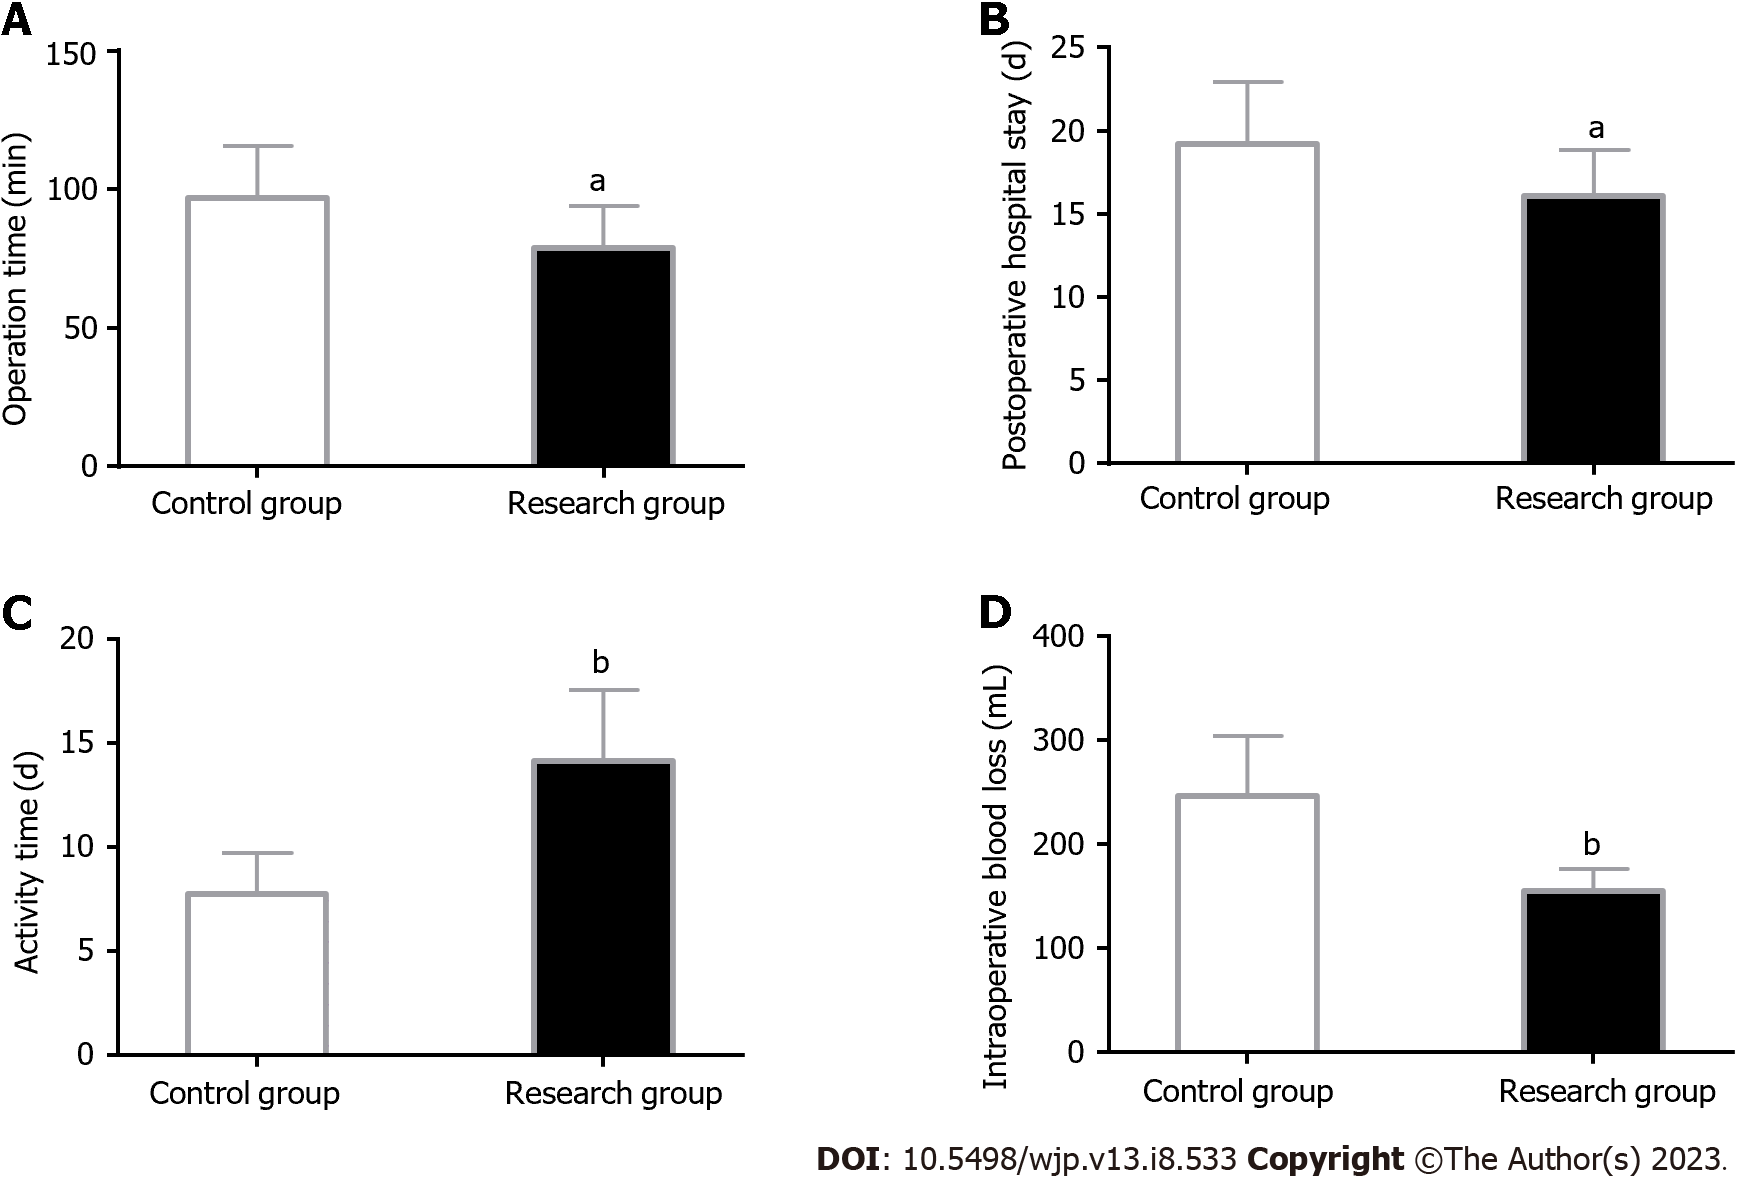 A
150
100
50
0
Operation time (min)
a
Control group
Research group
B
25
20
15
10
5
0
Postoperative hospital stay (d)
a
Control group
Research group
C
20
15
10
5
0
Activity time (d)
b
Control group
Research group
D
400
300
200
100
0
Intraoperative blood loss (mL)
b
Control group
Research group
DOI: 10.5498/wjp.v13.i8.533 Copyright ©The Author(s) 2023.